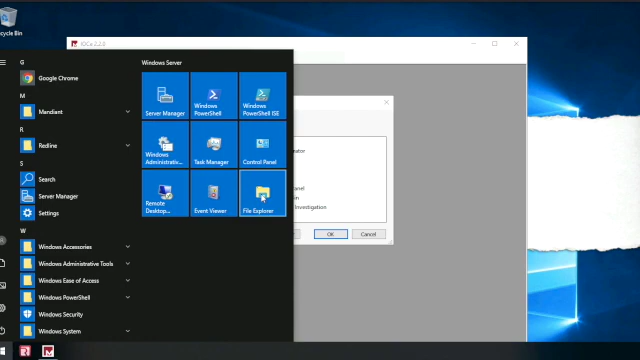 ecycle Bin
IOCe 2.2.0
G
Google Chrome
M
Mandiant
R
Redline
S
Search
Server Manager
Settings
W
Windows Accessories
Windows Administrative Tools
Windows Ease of Access
Windows PowerShell
Windows Security
Windows System
Windows Server
Server Manager
Windows
PowerShell
Windows
PowerShell ISE
Windows
Administrativ...
Task Manager
Control Panel
Remote
Desktop...
Event Viewer
File Explorer
ator
anel
in
Investigation
OK
Cancel